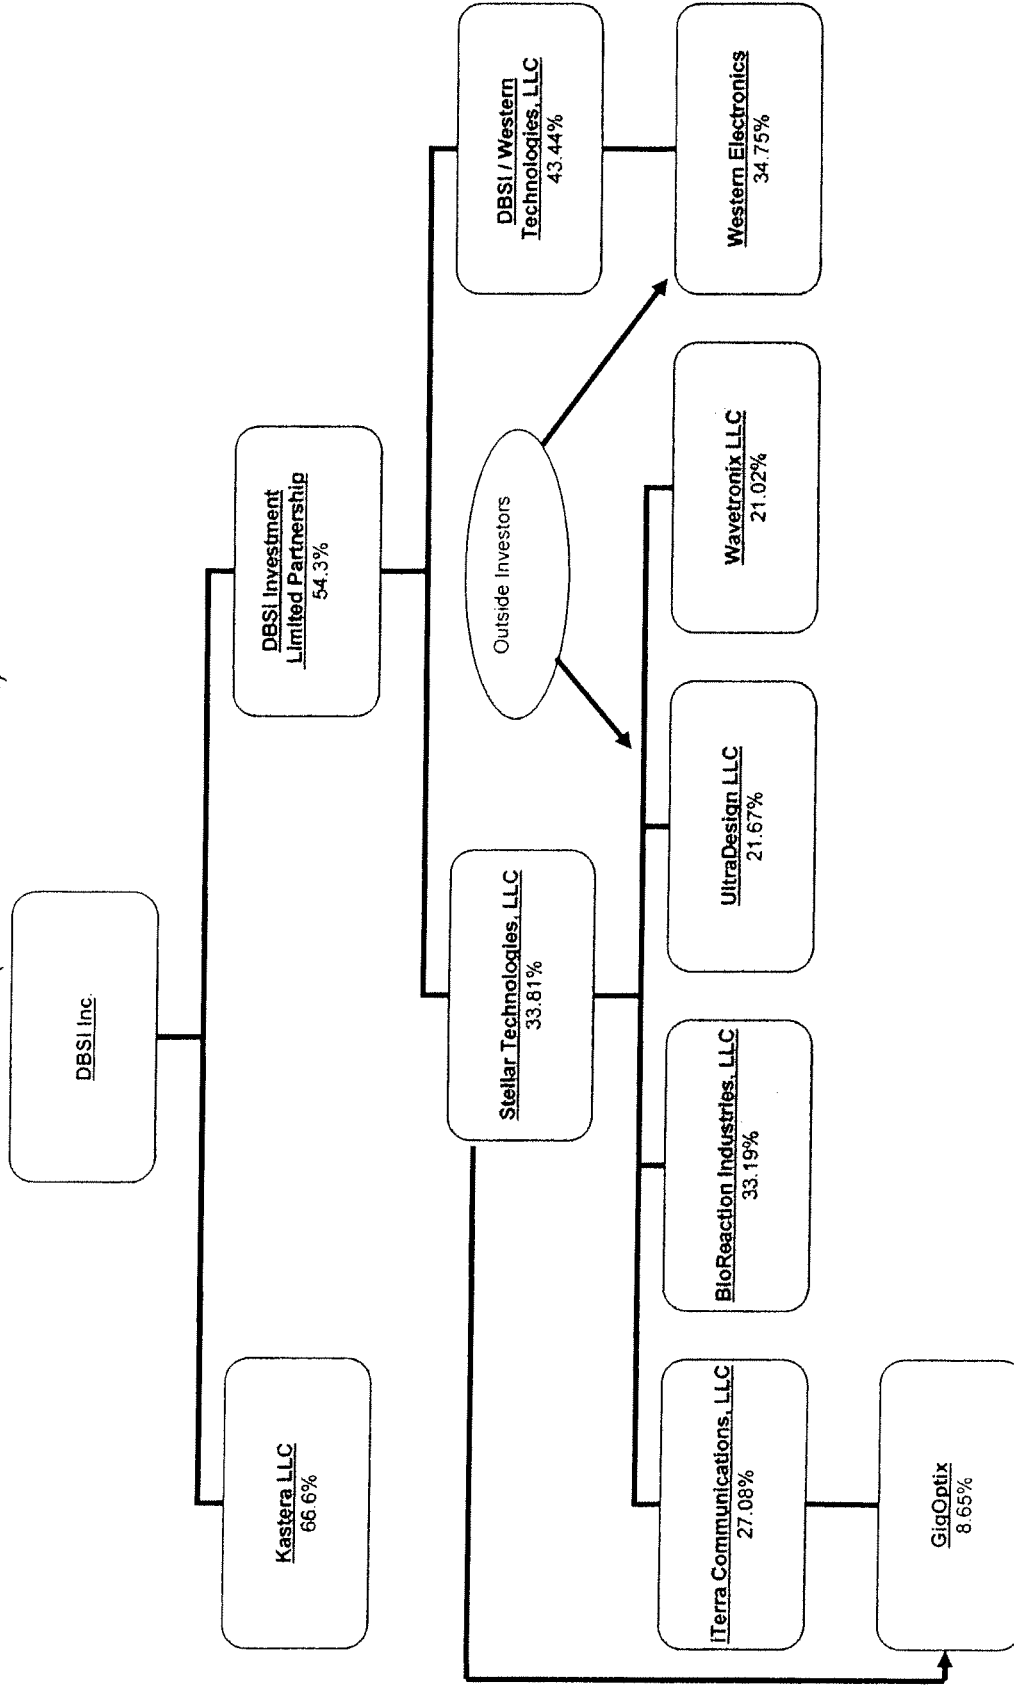 DBSI Inc.
Kastera LLC
66.6%
DBSI Investment
Limited Partnership
54.3%
Stellar Technologies, LLC
33.81%
Outside Investors
DBSI / Western
Technologies, LLC
43.44%
iTerra Communications, LLC
27.08%
BioReaction Industries, LLC
33.19%
UltraDesign LLC
21.67%
Wavetronix LLC
21.02%
Western Electronics
34.75%
GigOptix
8.65%